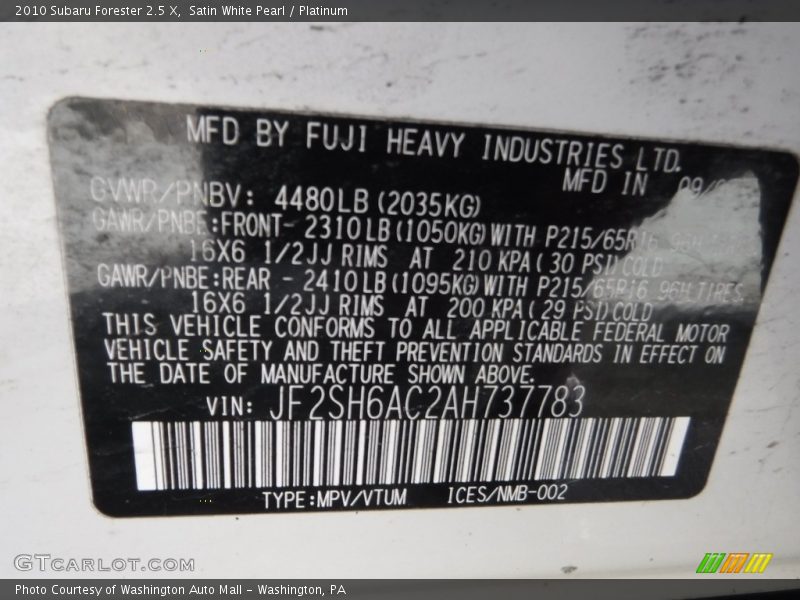 2010 Subaru Forester 2.5 X, Satin White Pearl / Platinum
MFD BY FUJI HEAVY INDUSTRIES LTD.
MFD IN 09/
GVWR/PNBV: 4480LB (2035KG)
GAWR/PNBE:FRONT- 2310LB (1050KG) WITH P215/65R16 96H
16X6 1/2JJ RIMS AT 210 KPA( 30 PSI)COLD
GAWR/PNBE:REAR - 2410LB (1095KG) WITH P215/65R16 96H TIRES.
16X6 1/2JJ RIMS AT 200 KPA( 29 PSI)COLD
THIS VEHICLE CONFORMS TO ALL APPLICABLE FEDERAL MOTOR
VEHICLE SAFETY AND THEFT PREVENTION STANDARDS IN EFFECT ON
THE DATE OF MANUFACTURE SHOWN ABOVE.
VIN: JF2SH6AC2AH737783
TYPE:MPV/VTUM ICES/NMB-002
GTCARLOT.COM
Photo Courtesy of Washington Auto Mall - Washington, PA